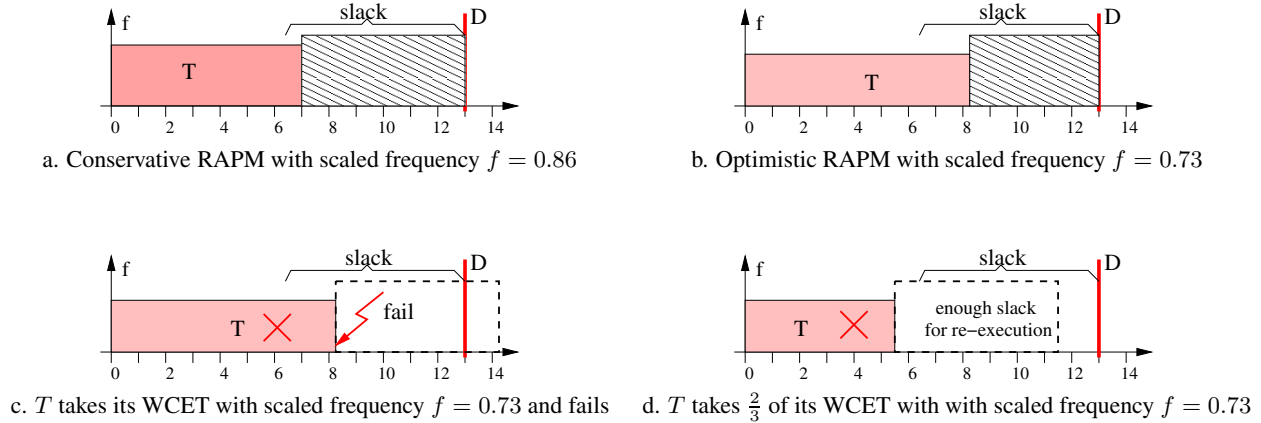 slack
D
f
T
0 2 4 6 8 10 12 14
a. Conservative RAPM with scaled frequency f = 0.86
slack
D
f
T
0 2 4 6 8 10 12 14
b. Optimistic RAPM with scaled frequency f = 0.73
slack
D
f
T
fail
0 2 4 6 8 10 12 14
c. T takes its WCET with scaled frequency f = 0.73 and fails
slack
D
f
T
enough slack
for re−execution
0 2 4 6 8 10 12 14
d. T takes 2/3 of its WCET with with scaled frequency f = 0.73